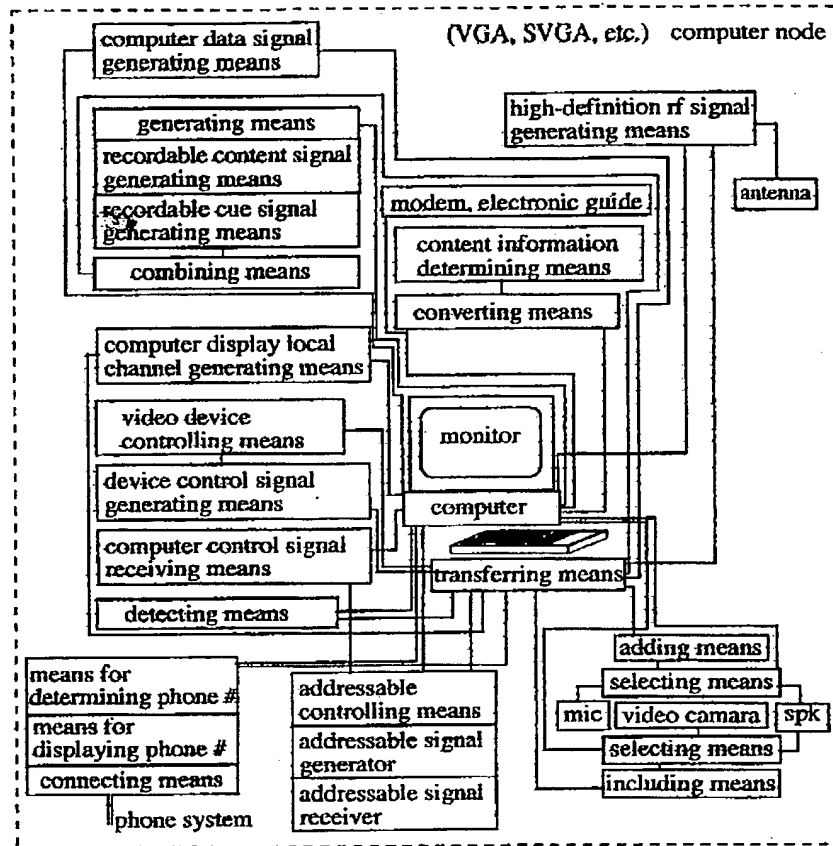 computer data signal
generating means
(VGA, SVGA, etc.) computer node
generating means
recordable content signal
generating means
recordable cue signal
generating means
combining means
high-definition rf signal
generating means
antenna
modem, electronic guide
content information
determining means
converting means
computer display local
channel generating means
video device
controlling means
device control signal
generating means
computer control signal
receiving means
detecting means
monitor
computer
transferring means
adding means
selecting means
mic
video camara
spk
selecting means
including means
means for
determining phone #
means for
displaying phone #
connecting means
phone system
addressable
controlling means
addressable signal
generator
addressable signal
receiver